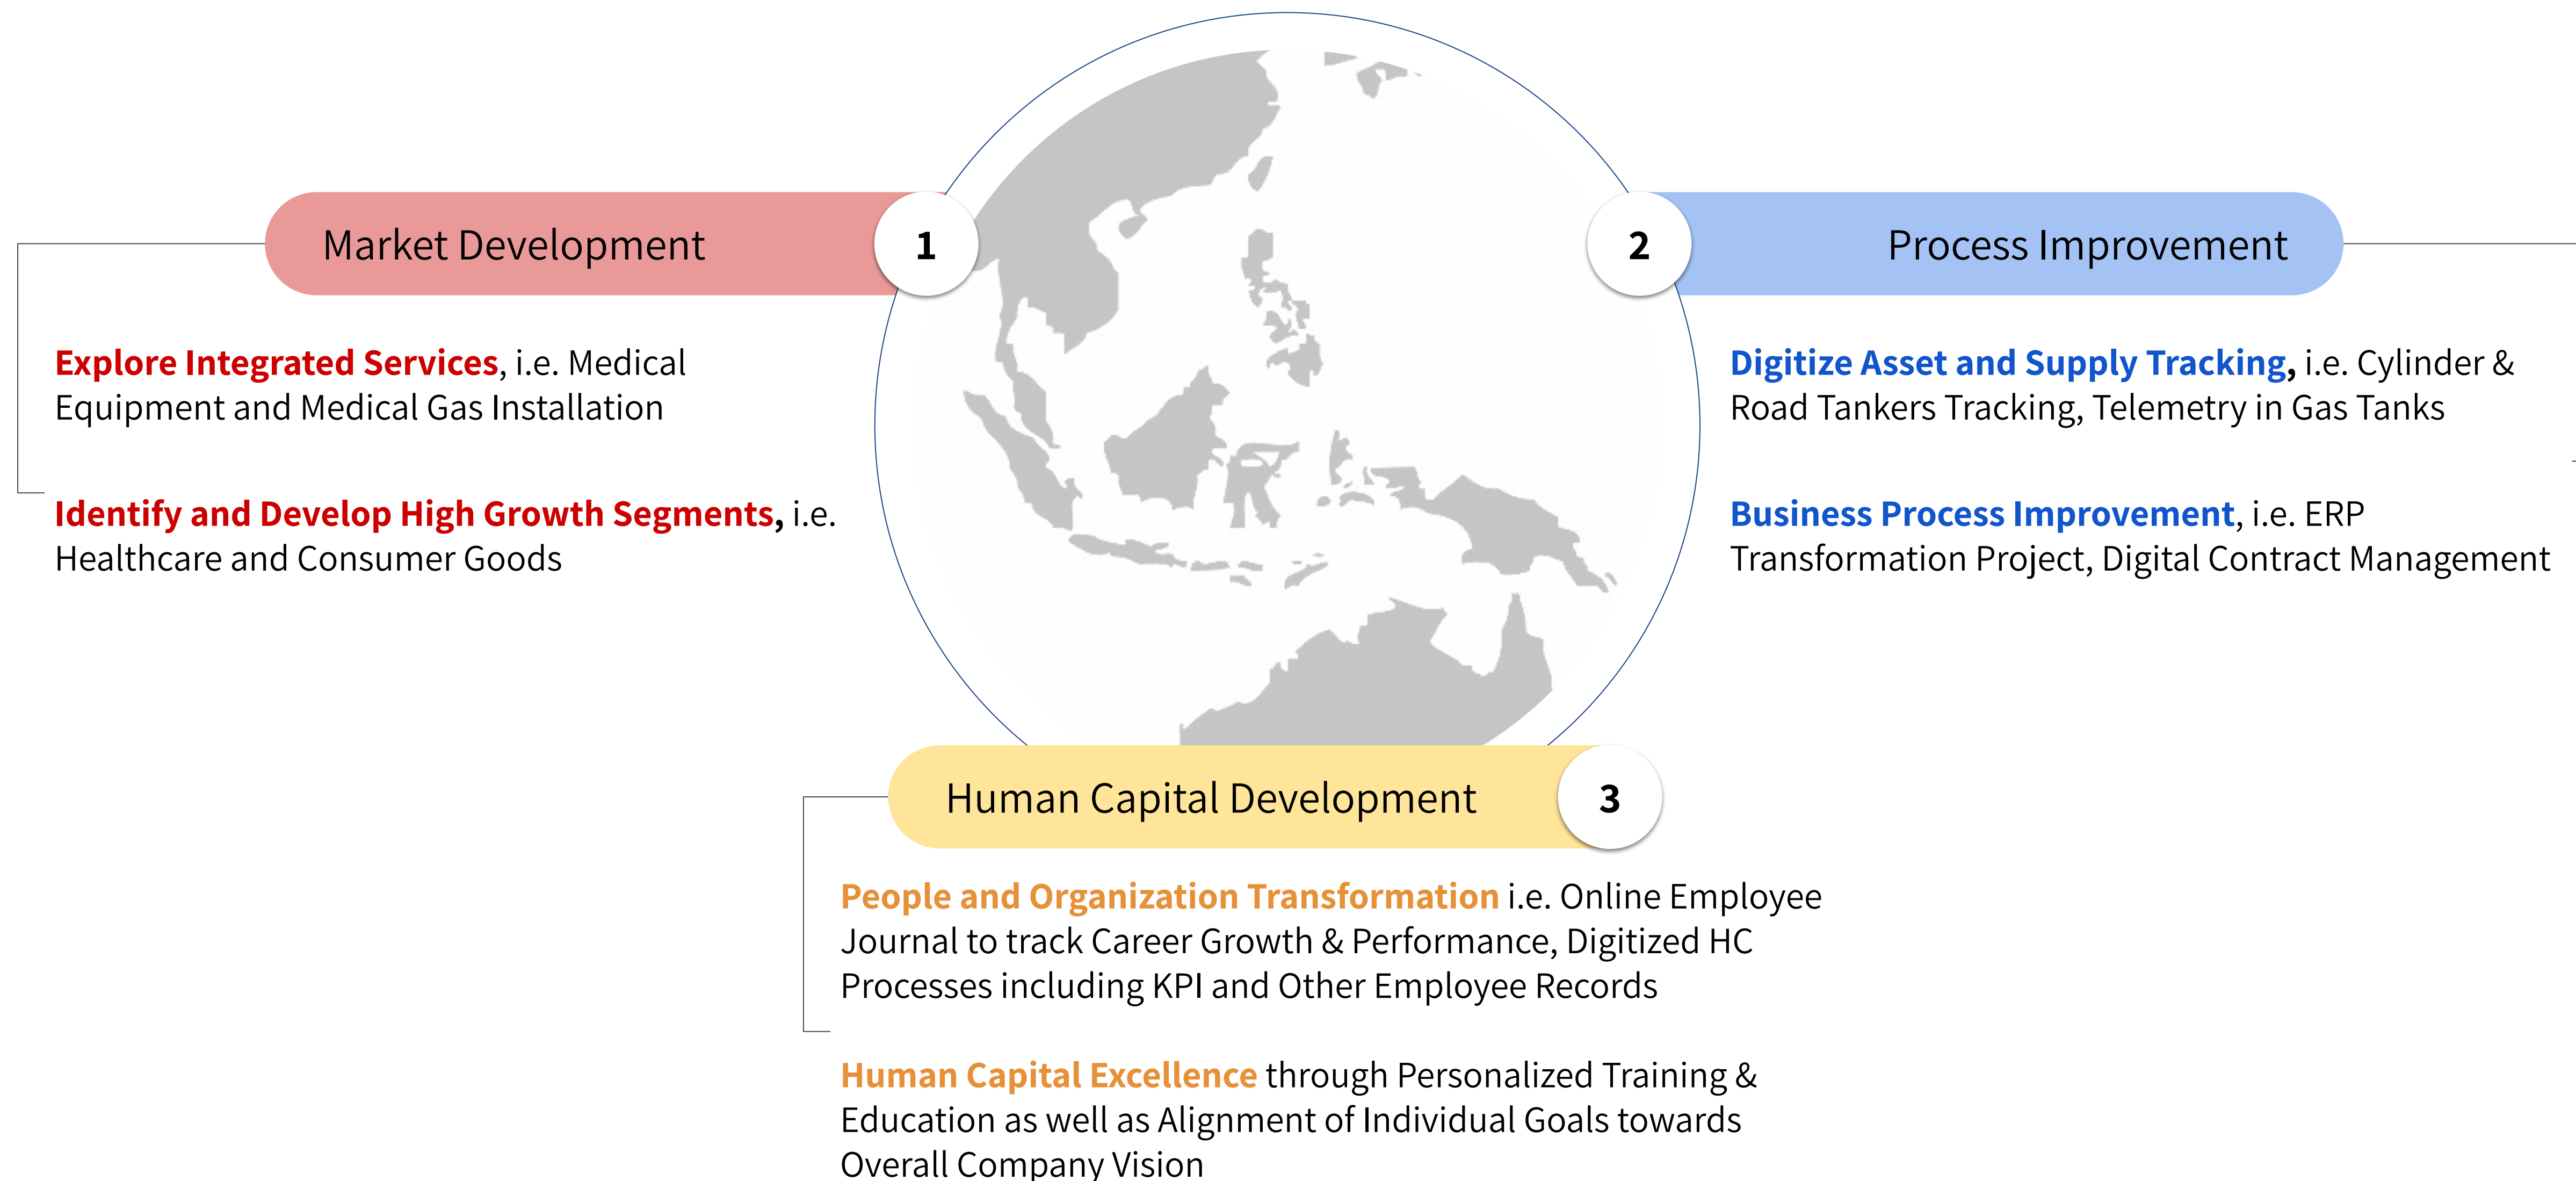 Market Development
1
Explore Integrated Services, i.e. Medical
Equipment and Medical Gas Installation
Identify and Develop High Growth Segments, i.e.
Healthcare and Consumer Goods
2
Process Improvement
Digitize Asset and Supply Tracking, i.e. Cylinder &
Road Tankers Tracking, Telemetry in Gas Tanks
Business Process Improvement, i.e. ERP
Transformation Project, Digital Contract Management
Human Capital Development
3
People and Organization Transformation i.e. Online Employee
Journal to track Career Growth & Performance, Digitized HC
Processes including KPI and Other Employee Records
Human Capital Excellence through Personalized Training &
Education as well as Alignment of Individual Goals towards
Overall Company Vision